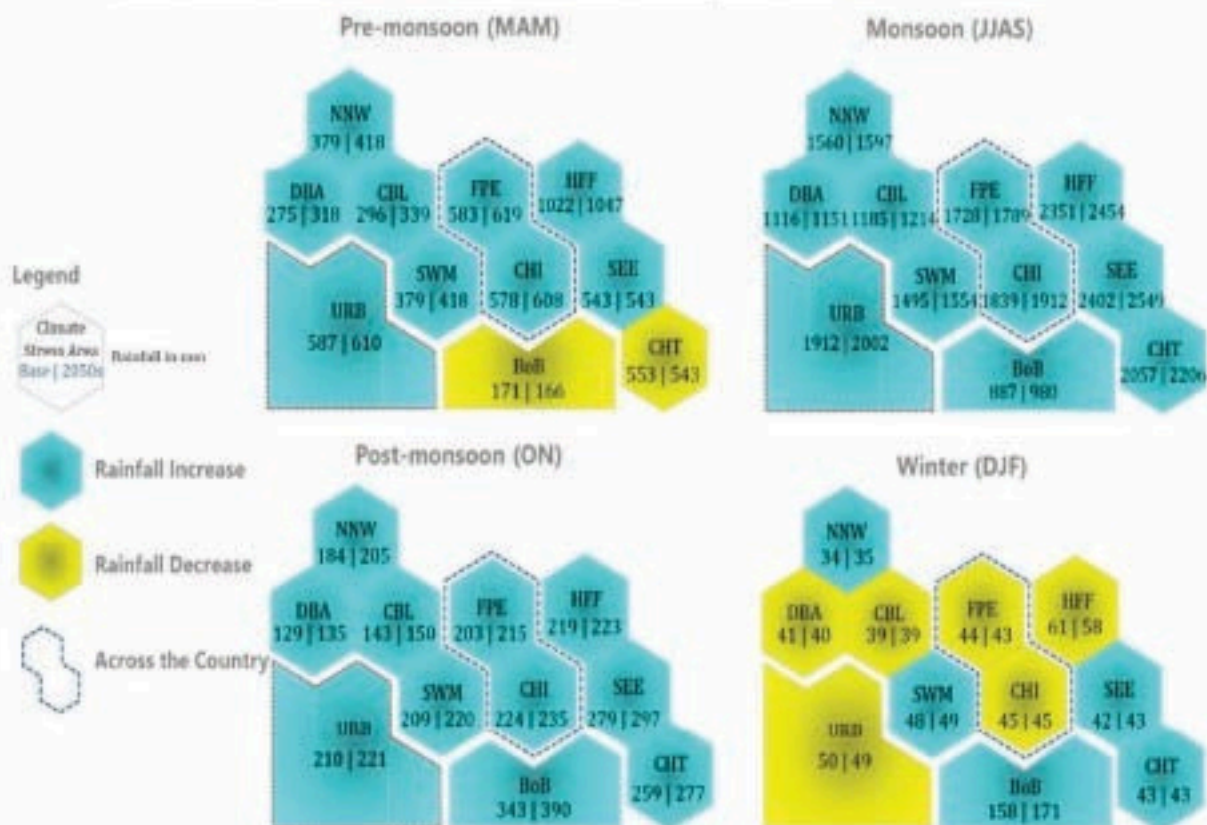 Pre-monsoon (MAM)
NNW
379 | 418
DBA
275 | 318
CBL
296 | 339
FPE
583 | 619
HFF
1022 | 1047
URB
587 | 610
SWM
379 | 418
CHI
578 | 608
SEE
543 | 543
BoB
171 | 166
CHT
553 | 543
Monsoon (JJAS)
NNW
1560 | 1597
DBA
1116 | 1151
CBL
1185 | 1214
FPE
1728 | 1789
HFF
2351 | 2454
URB
1912 | 2002
SWM
1495 | 1554
CHI
1839 | 1912
SEE
2402 | 2549
BoB
887 | 980
CHT
2057 | 2206
Legend
Climate
Stress Area
Base | 2050s
Rainfall in mm
Rainfall Increase
Rainfall Decrease
Across the Country
Post-monsoon (ON)
NNW
184 | 205
DBA
129 | 135
CBL
143 | 150
FPE
203 | 215
HFF
219 | 223
URB
210 | 221
SWM
209 | 220
CHI
224 | 235
SEE
279 | 297
BoB
343 | 390
CHT
259 | 277
Winter (DJF)
NNW
34 | 35
DBA
41 | 40
CBL
39 | 39
FPE
44 | 43
HFF
61 | 58
URB
50 | 49
SWM
48 | 49
CHI
45 | 45
SEE
42 | 43
BoB
158 | 171
CHT
43 | 43